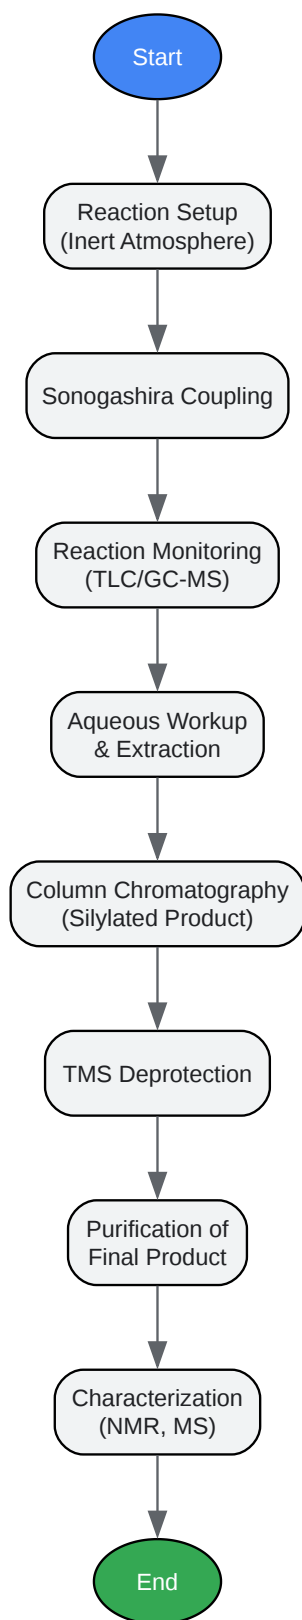 Start
Reaction Setup
(Inert Atmosphere)
Sonogashira Coupling
Reaction Monitoring
(TLC/GC-MS)
Aqueous Workup
& Extraction
Column Chromatography
(Silylated Product)
TMS Deprotection
Purification of
Final Product
Characterization
(NMR, MS)
End